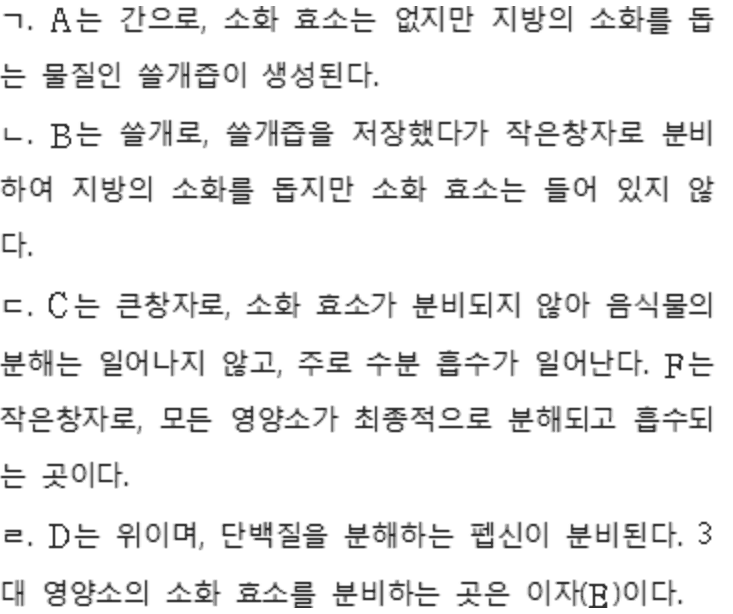 ㄱ. A는 간으로, 소화 효소는 없지만 지방의 소화를 돕
는 물질인 쓸개즙이 생성된다.
ㄴ. B는 쓸개로, 쓸개즙을 저장했다가 작은창자로 분비
하여 지방의 소화를 돕지만 소화 효소는 들어 있지 않
다.
ㄷ. C는 큰창자로, 소화 효소가 분비되지 않아 음식물의
분해는 일어나지 않고, 주로 수분 흡수가 일어난다. F는
작은창자로, 모든 영양소가 최종적으로 분해되고 흡수되
는 곳이다.
ㄹ. D는 위이며, 단백질을 분해하는 펩신이 분비된다. 3
대 영양소의 소화 효소를 분비하는 곳은 이자(E)이다.